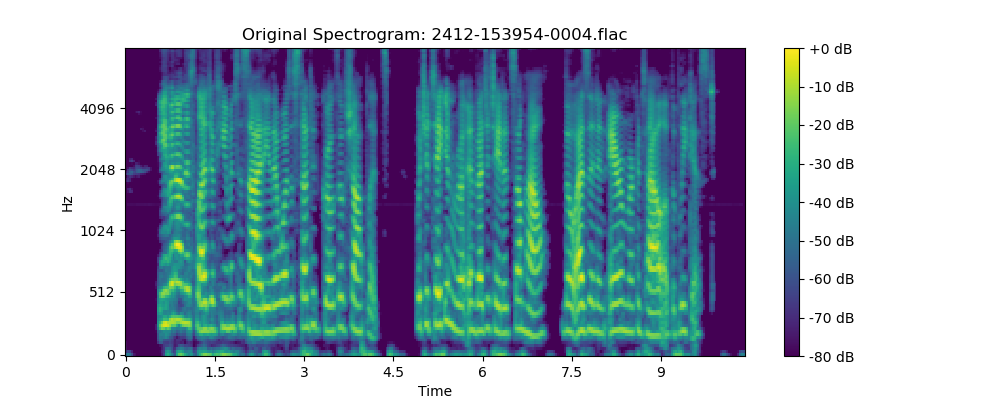 Original Spectrogram: 2412-153954-0004.flac
Hz
4096
2048
1024
512
0
0 1.5 3 4.5 6 7.5 9
Time
+0 dB
-10 dB
-20 dB
-30 dB
-40 dB
-50 dB
-60 dB
-70 dB
-80 dB